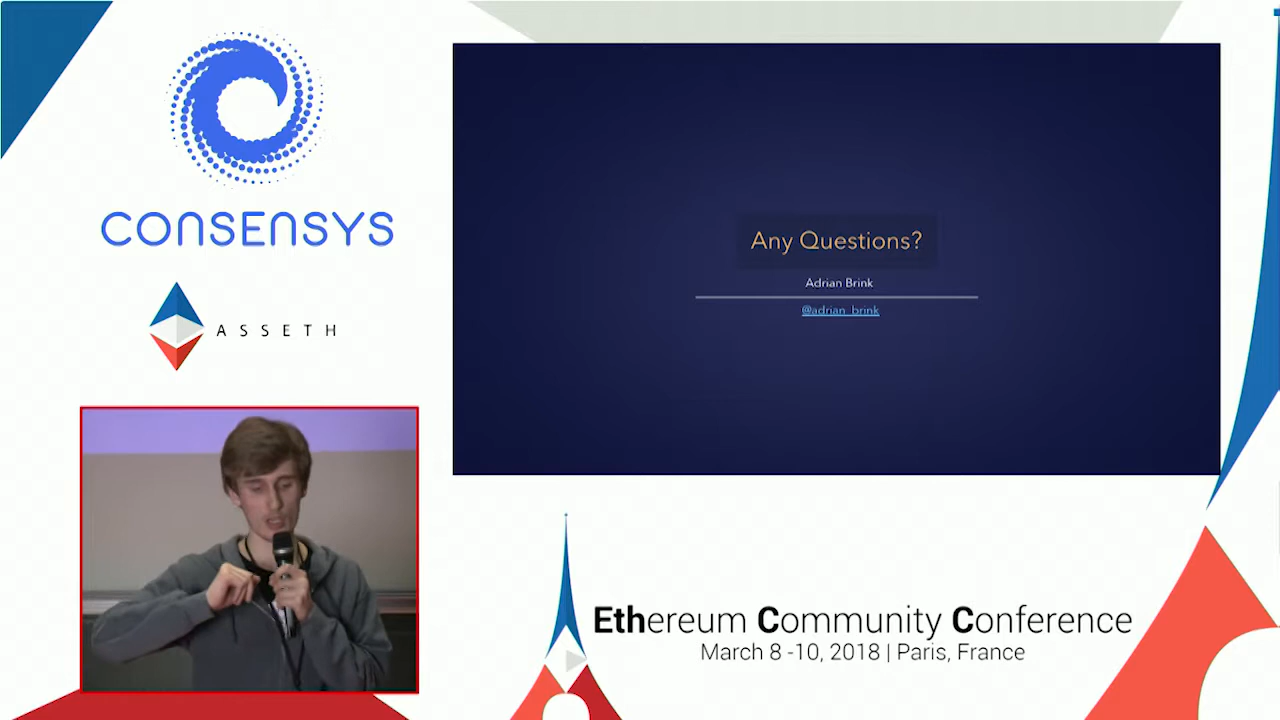 CONSENSYS
ASSETH
Any Questions?
Adrian Brink
@adrian_brink
Ethereum Community Conference
March 8 -10, 2018 | Paris, France